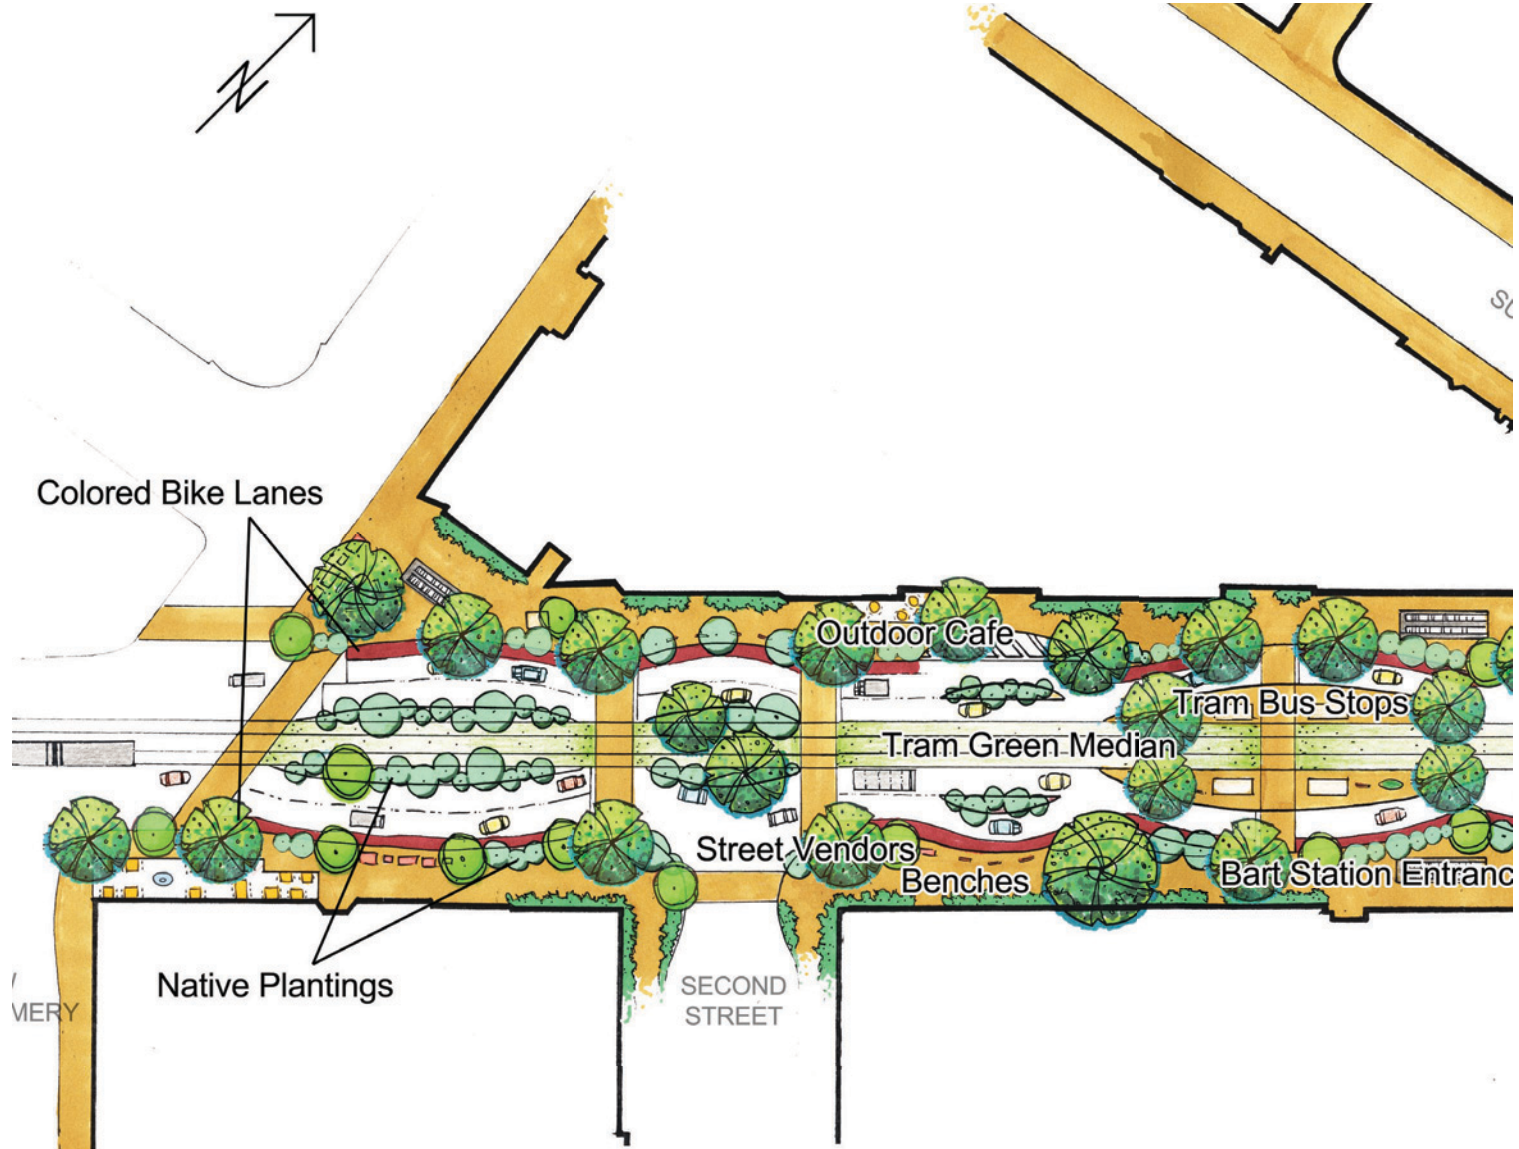 SU
Colored Bike Lanes
Outdoor Cafe
Tram Bus Stops
Tram Green Median
Street Vendors
Benches
Bart Station Entranc
Native Plantings
MERY
SECOND
STREET